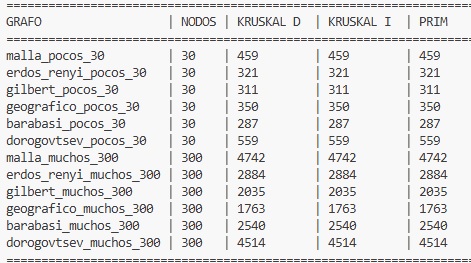 ==================================================================
GRAFO | NODOS | KRUSKAL D | KRUSKAL I | PRIM
==================================================================
malla_pocos_30 | 30 | 459 | 459 | 459
erdos_renyi_pocos_30 | 30 | 321 | 321 | 321
gilbert_pocos_30 | 30 | 311 | 311 | 311
geografico_pocos_30 | 30 | 350 | 350 | 350
barabasi_pocos_30 | 30 | 287 | 287 | 287
dorogovtsev_pocos_30 | 30 | 559 | 559 | 559
malla_muchos_300 | 300 | 4742 | 4742 | 4742
erdos_renyi_muchos_300 | 300 | 2884 | 2884 | 2884
gilbert_muchos_300 | 300 | 2035 | 2035 | 2035
geografico_muchos_300 | 300 | 1763 | 1763 | 1763
barabasi_muchos_300 | 300 | 2540 | 2540 | 2540
dorogovtsev_muchos_300 | 300 | 4514 | 4514 | 4514
==================================================================